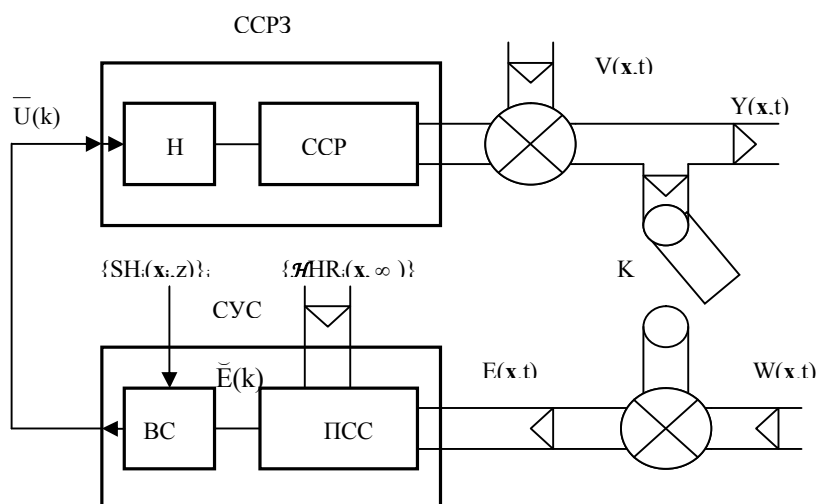 ССРЗ
V(x,t)
U̅(k)
Y(x,t)
H
ССР
{SHᵢ(xᵢ,z)}ᵢ
{𝓗HRᵢ(x, ∞ )}
K
СУС
Ĕ(k)
E(x,t)
W(x,t)
ВС
ПСС